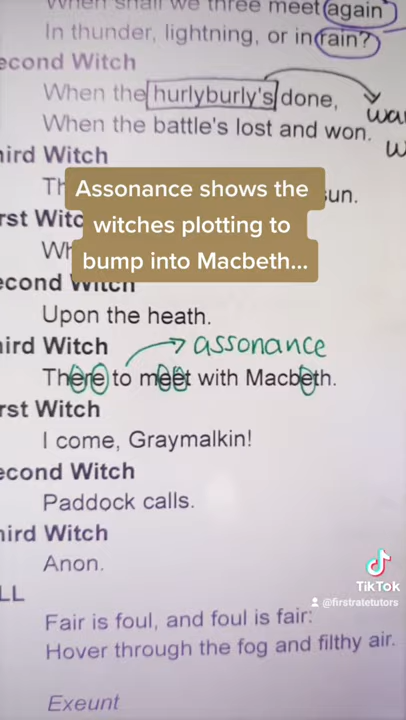 When shall we three meet again
In thunder, lightning, or in rain?
econd Witch
When the hurlyburly's done,
When the battle's lost and won.
hird Witch
sun.
Assonance shows the
witches plotting to
bump into Macbeth...
rst Witc
econd Witch
Upon the heath.
hird Witch
assonance
There to meet with Macbeth.
rst Witch
I come, Graymalkin!
econd Witch
Paddock calls.
hird Witch
Anon.
LL
TikTok
@firstratetutors
Fair is foul, and foul is fair:
Hover through the fog and filthy air.
Exeunt